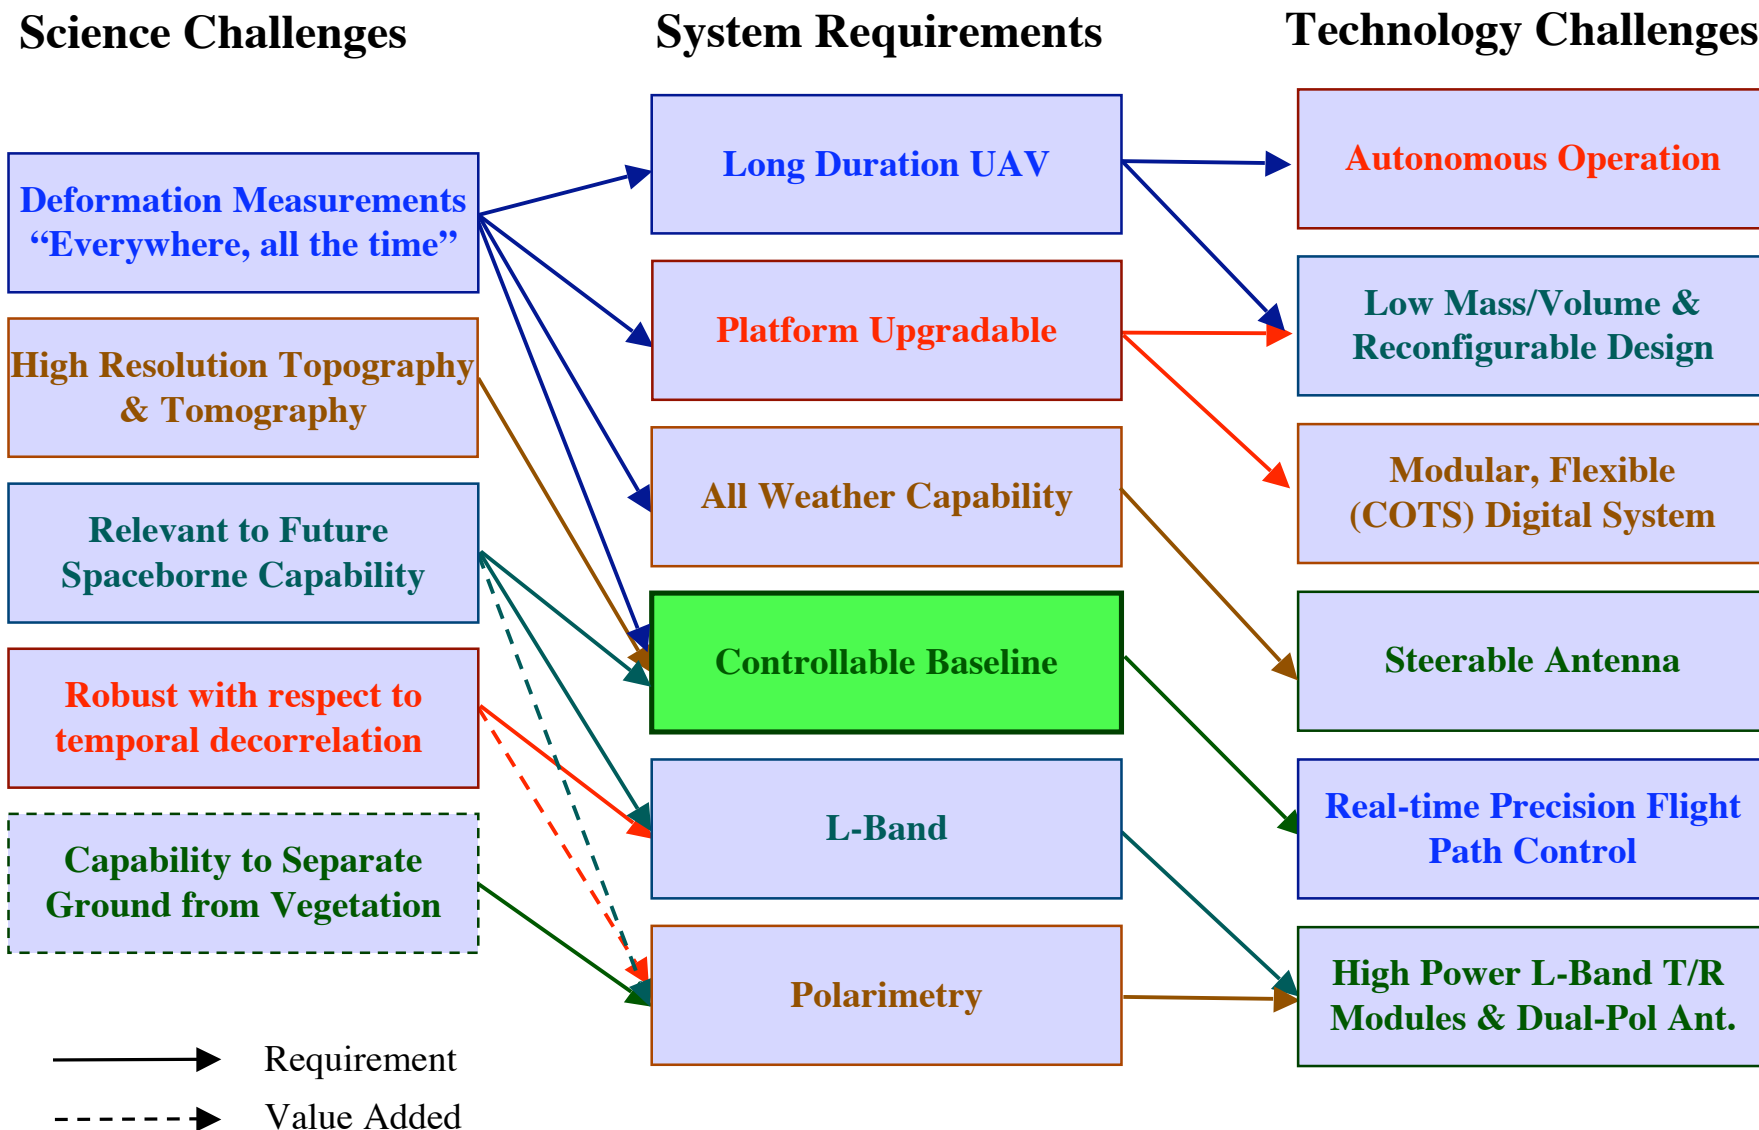 Science Challenges
System Requirements
Technology Challenges
Deformation Measurements
“Everywhere, all the time”
High Resolution Topography
& Tomography
Relevant to Future
Spaceborne Capability
Robust with respect to
temporal decorrelation
Capability to Separate
Ground from Vegetation
Long Duration UAV
Platform Upgradable
All Weather Capability
Controllable Baseline
L-Band
Polarimetry
Autonomous Operation
Low Mass/Volume &
Reconfigurable Design
Modular, Flexible
(COTS) Digital System
Steerable Antenna
Real-time Precision Flight
Path Control
High Power L-Band T/R
Modules & Dual-Pol Ant.
Requirement
Value Added